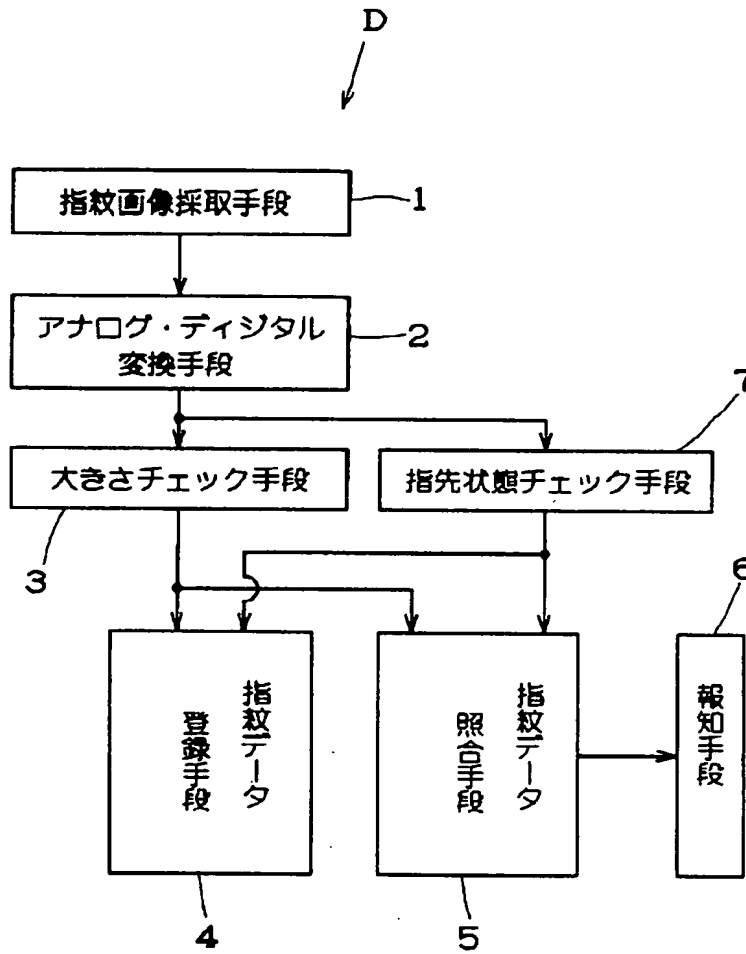 D
指紋画像採取手段
1
アナログ・ディジタル
変換手段
2
7
大きさチェック手段
指先状態チェック手段
3
6
指紋データ
登録手段
指紋データ
照合手段
報知手段
4
5